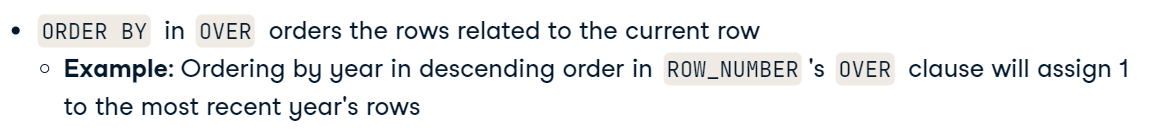 • ORDER BY in OVER orders the rows related to the current row
◦ Example: Ordering by year in descending order in ROW_NUMBER 's OVER clause will assign 1
to the most recent year's rows